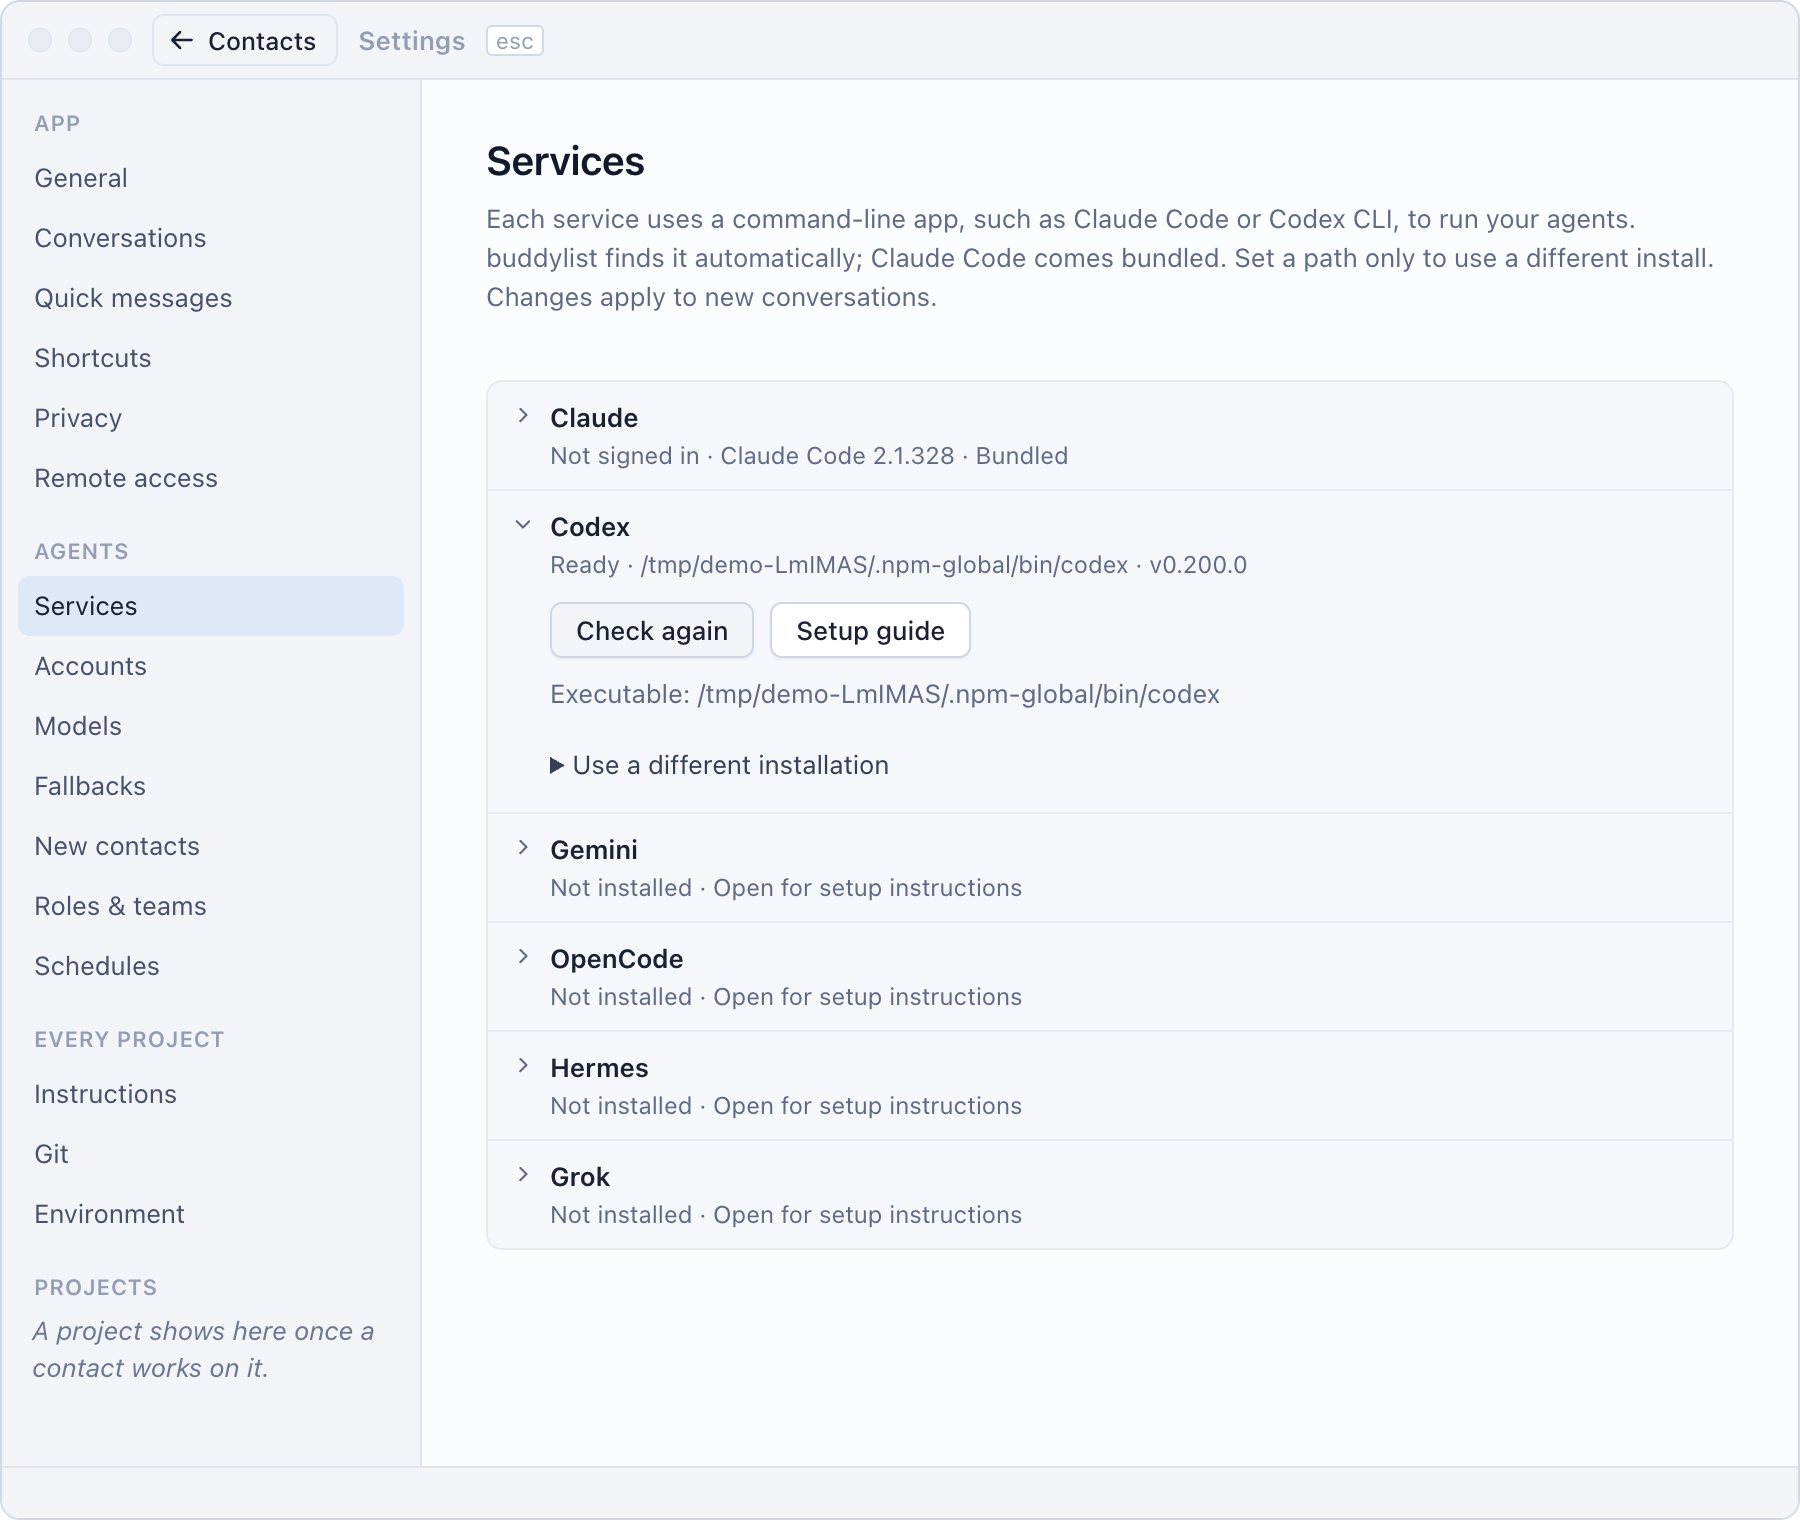 Contacts
Settings
esc
APP
General
Conversations
Quick messages
Shortcuts
Privacy
Remote access
AGENTS
Services
Accounts
Models
Fallbacks
New contacts
Roles & teams
Schedules
EVERY PROJECT
Instructions
Git
Environment
PROJECTS
A project shows here once a
contact works on it.
Services
Each service uses a command-line app, such as Claude Code or Codex CLI, to run your agents.
buddylist finds it automatically; Claude Code comes bundled. Set a path only to use a different install.
Changes apply to new conversations.
Claude
Not signed in · Claude Code 2.1.328 · Bundled
Codex
Ready · /tmp/demo-LmIMAS/.npm-global/bin/codex · v0.200.0
Check again
Setup guide
Executable: /tmp/demo-LmIMAS/.npm-global/bin/codex
Use a different installation
Gemini
Not installed · Open for setup instructions
OpenCode
Not installed · Open for setup instructions
Hermes
Not installed · Open for setup instructions
Grok
Not installed · Open for setup instructions